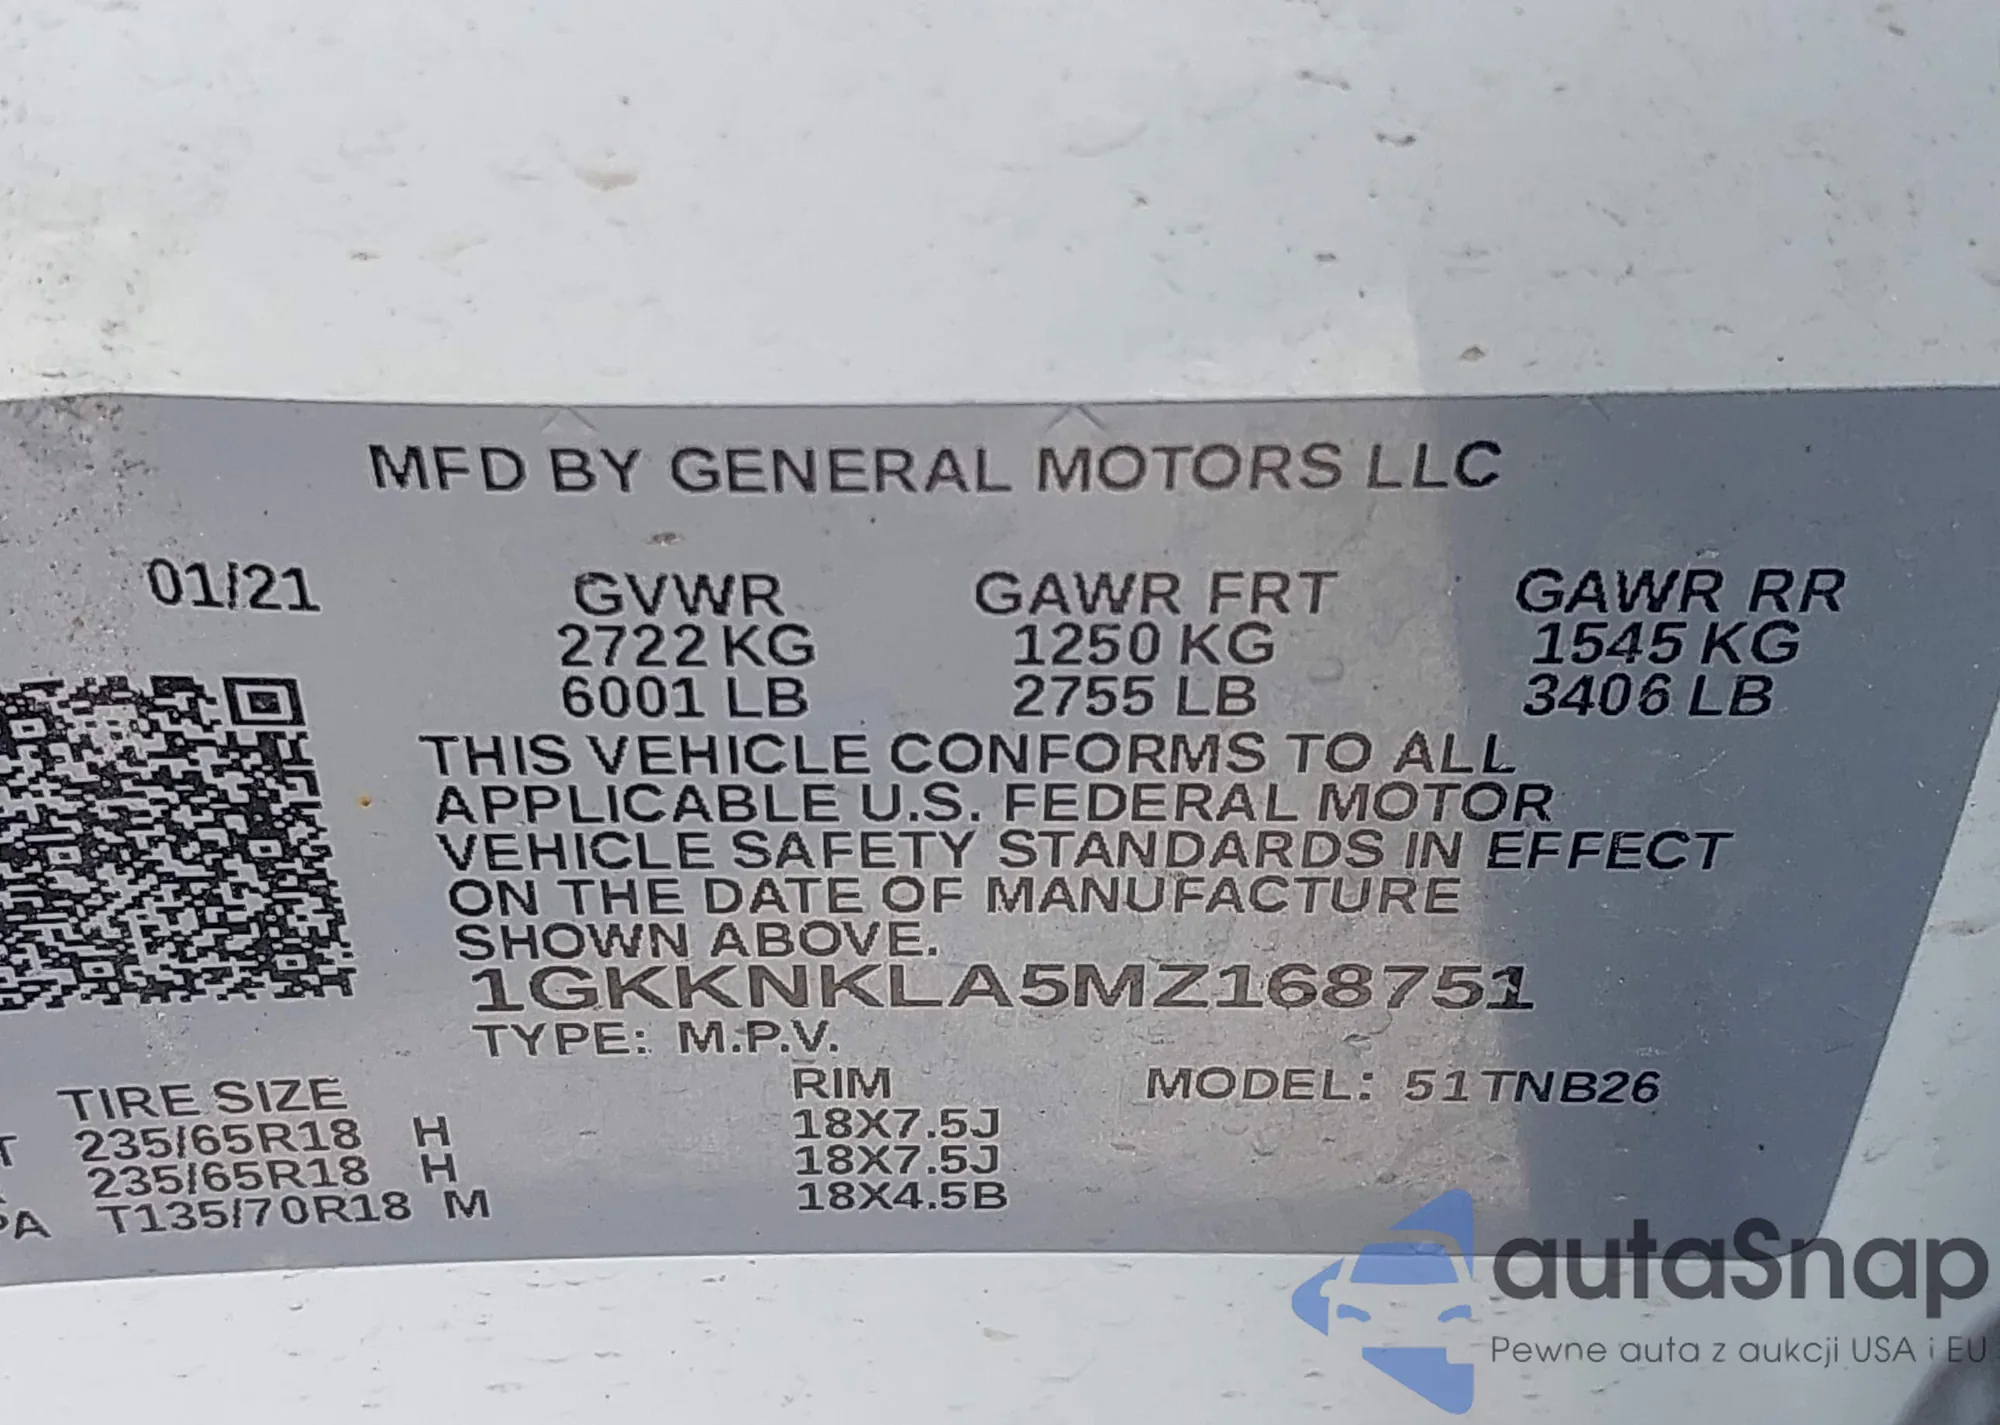 MFD BY GENERAL MOTORS LLC
01/21 GVWR GAWR FRT GAWR RR
2722 KG 1250 KG 1545 KG
6001 LB 2755 LB 3406 LB
THIS VEHICLE CONFORMS TO ALL
APPLICABLE U.S. FEDERAL MOTOR
VEHICLE SAFETY STANDARDS IN EFFECT
ON THE DATE OF MANUFACTURE
SHOWN ABOVE.
1GKKNKLA5MZ168751
TYPE: M.P.V.
TIRE SIZE RIM MODEL: 51TNB26
T 235/65R18 H 18X7.5J
235/65R18 H 18X7.5J
PA T135/70R18 M 18X4.5B
autaSnap
Pewne auta z aukcji USA i EU